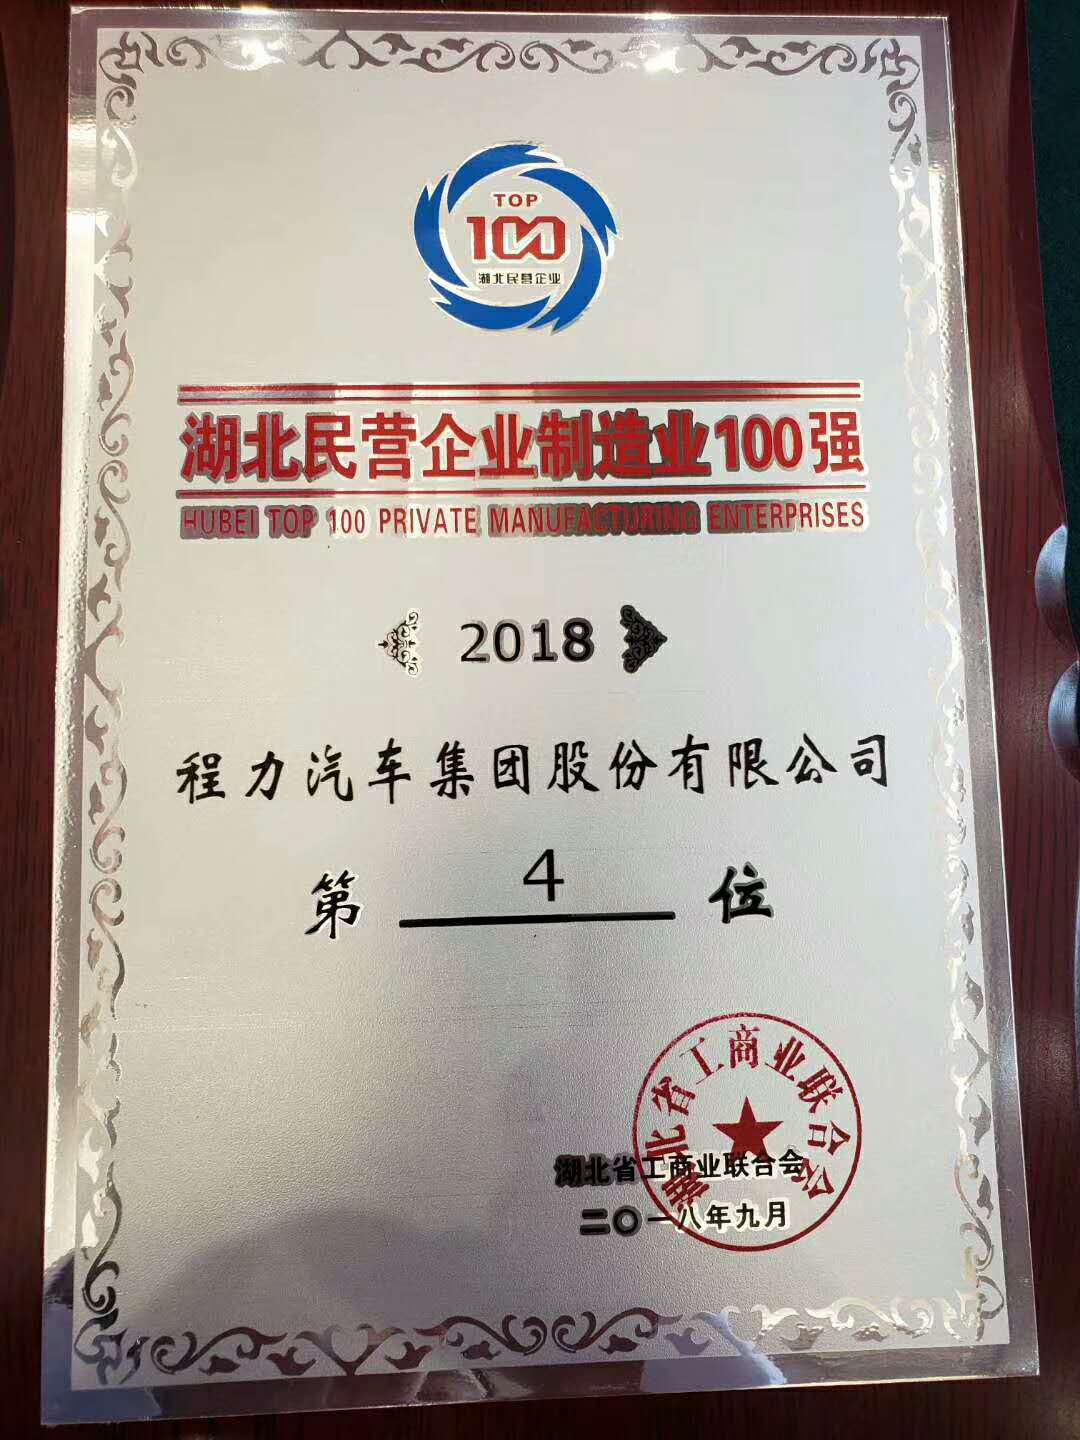 TOP
100
湖北民营企业
湖北民营企业制造业100强
HUBEI TOP 100 PRIVATE MANUFACTURING ENTERPRISES
2018
程力汽车集团股份有限公司
第 4 位
湖北省工商业联合会
湖北省工商业联合会
二〇一八年九月